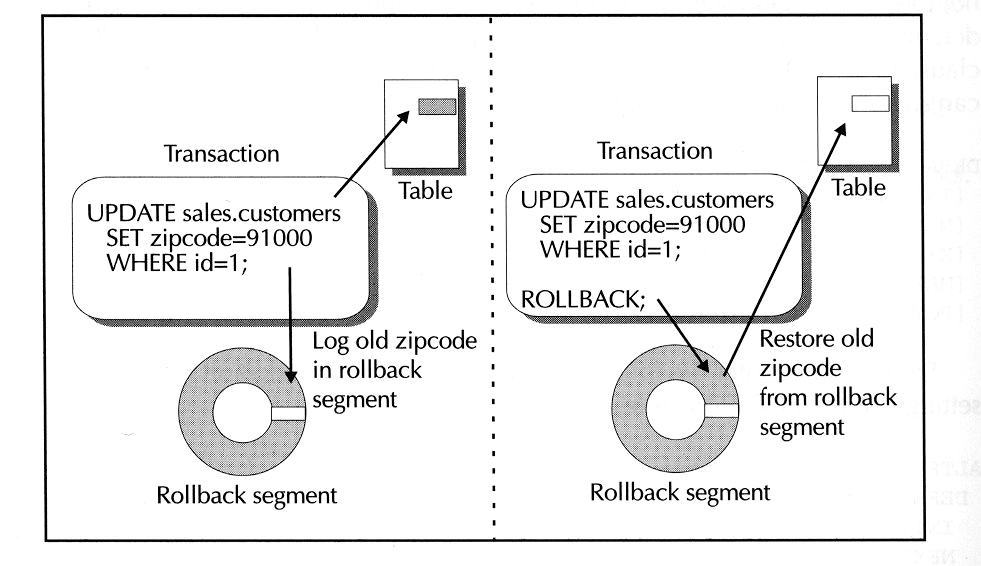 Transaction
Table
UPDATE sales.customers
SET zipcode=91000
WHERE id=1;
Log old zipcode
in rollback
segment
Rollback segment
Transaction
Table
UPDATE sales.customers
SET zipcode=91000
WHERE id=1;
ROLLBACK;
Restore old
zipcode
from rollback
segment
Rollback segment